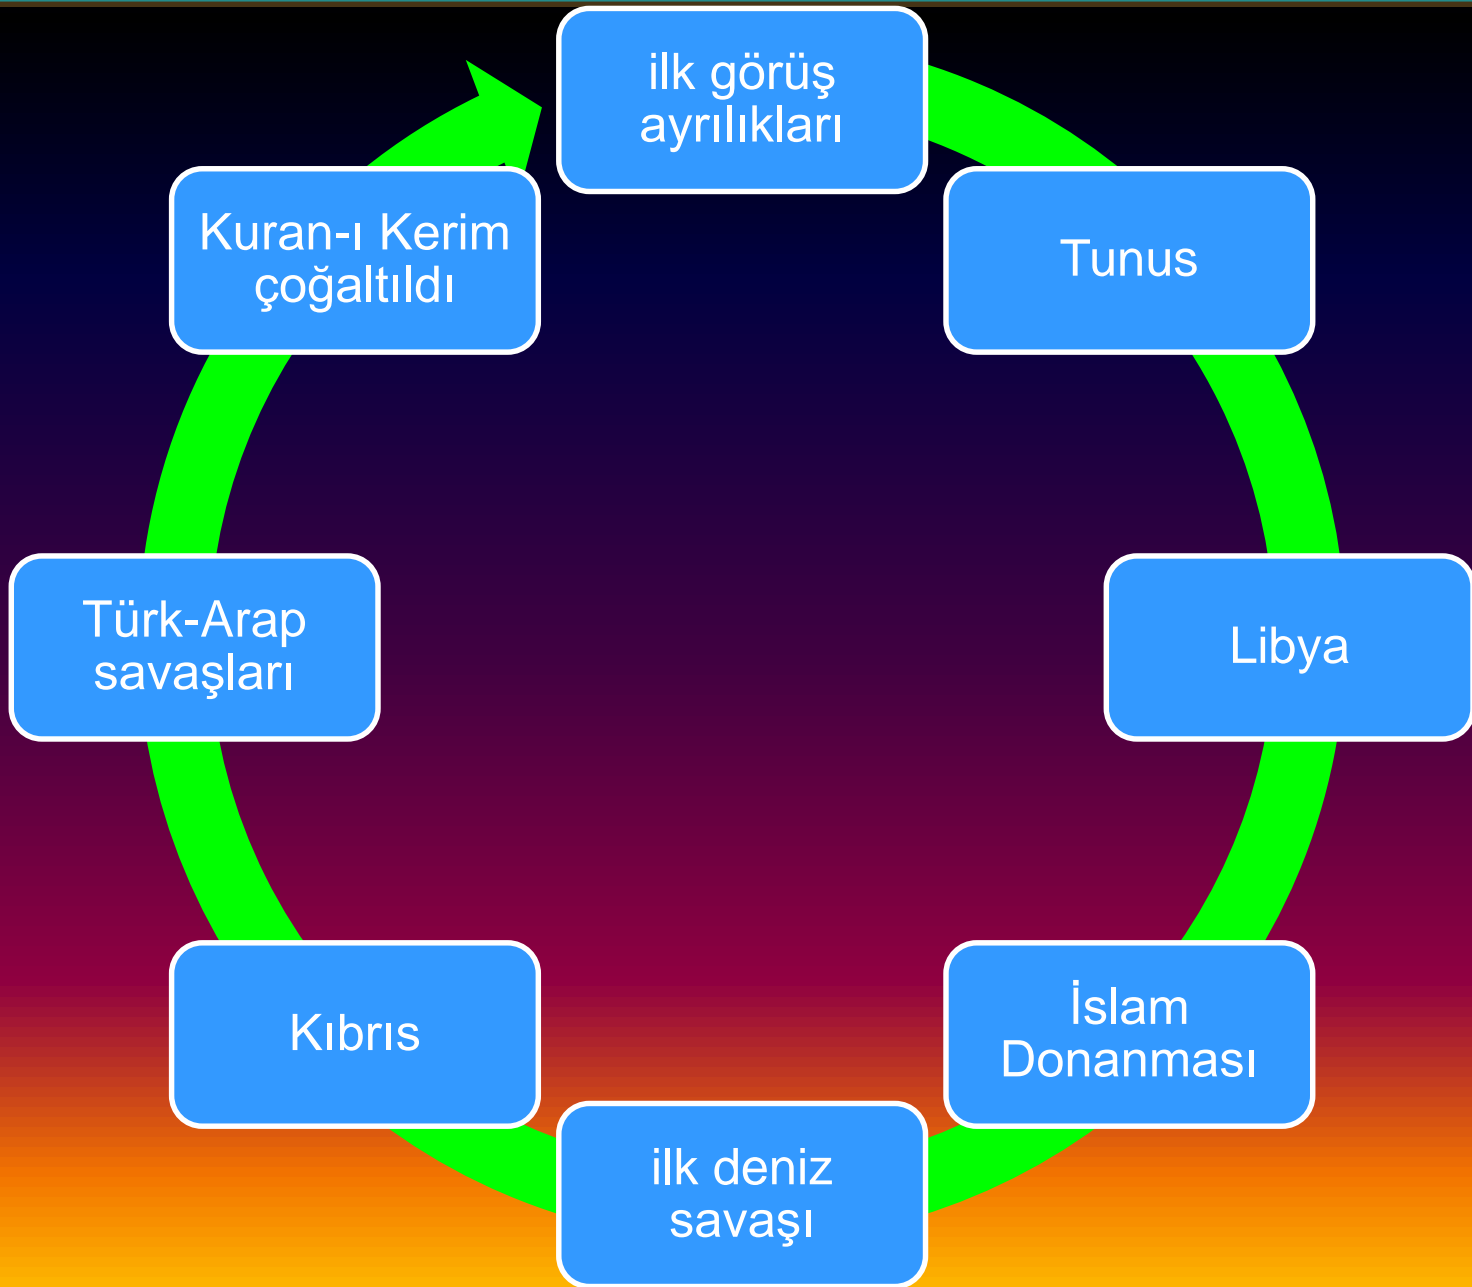 ilk görüş
ayrılıkları
Tunus
Libya
İslam
Donanması
ilk deniz
savaşı
Kıbrıs
Türk-Arap
savaşları
Kuran-ı Kerim
çoğaltıldı